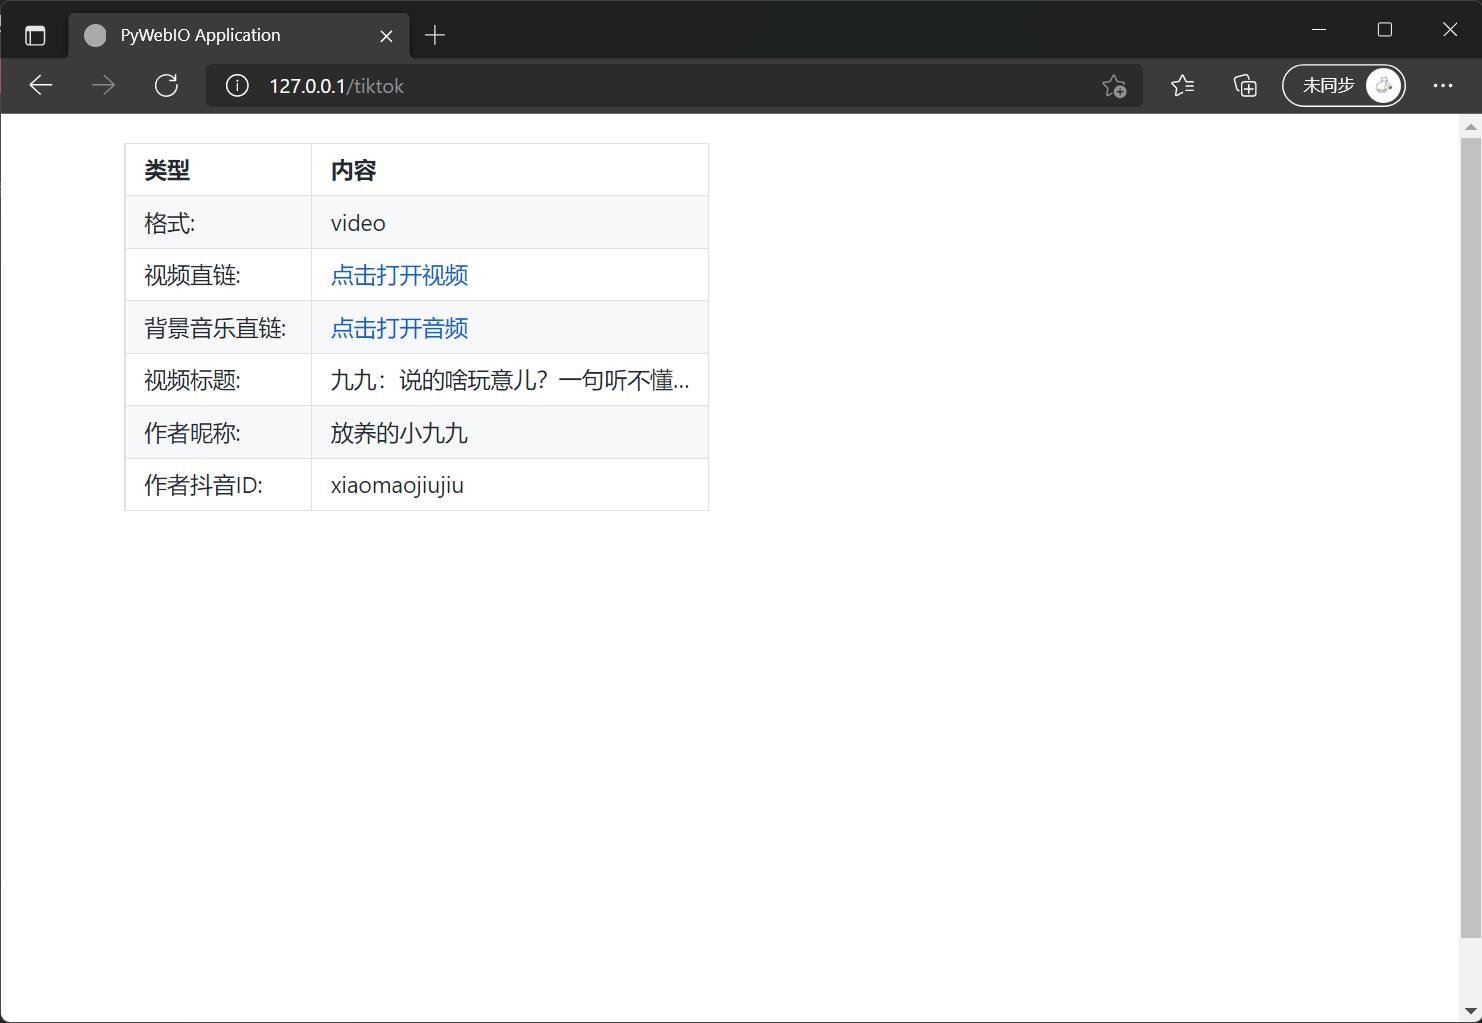 PyWebIO Application
127.0.0.1/tiktok
未同步
类型 内容
格式: video
视频直链: 点击打开视频
背景音乐直链: 点击打开音频
视频标题: 九九：说的啥玩意儿？一句听不懂...
作者昵称: 放养的小九九
作者抖音ID: xiaomaojiujiu